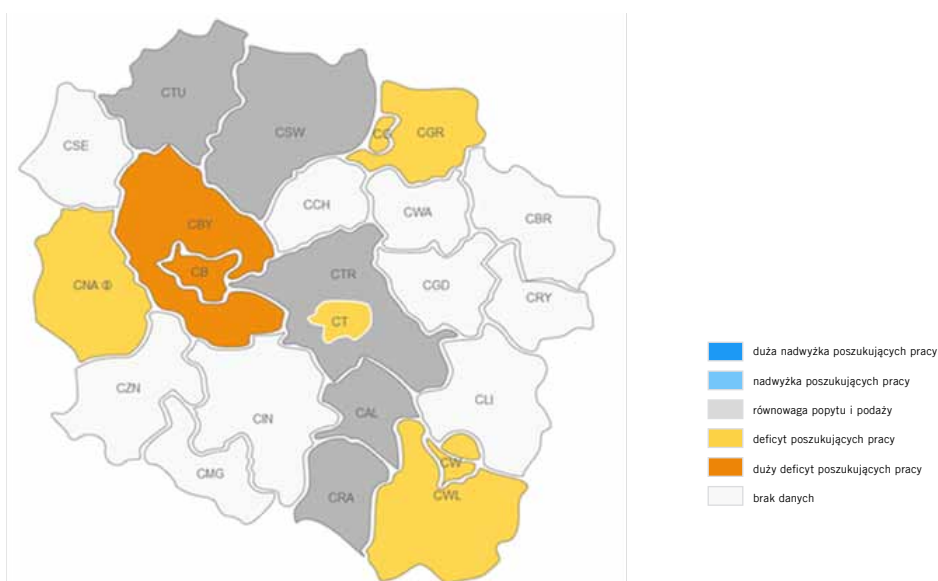 CTU
CSW
CG
CGR
CSE
CCH
CWA
CBR
CBY
CB
CTR
CNA Ф
CGD
CRY
CT
CZN
CIN
CAL
CLI
CMG
CW
CRA
CWL
duża nadwyżka poszukujących pracy
nadwyżka poszukujących pracy
równowaga popytu i podaży
deficyt poszukujących pracy
duży deficyt poszukujących pracy
brak danych